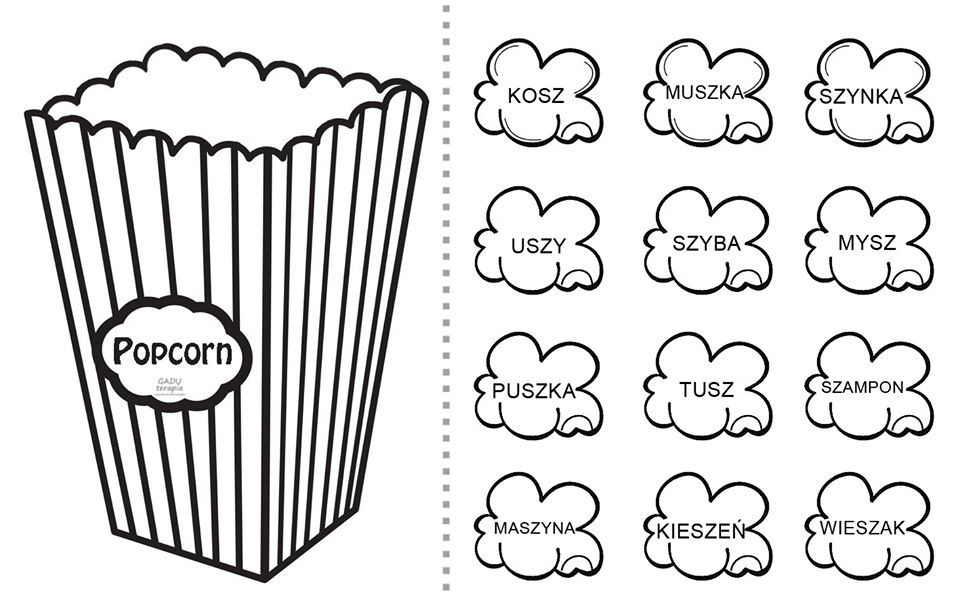 Popcorn
GADU
terapia
KOSZ
MUSZKA
SZYNKA
USZY
SZYBA
MYSZ
PUSZKA
TUSZ
SZAMPON
MASZYNA
KIESZEŃ
WIESZAK